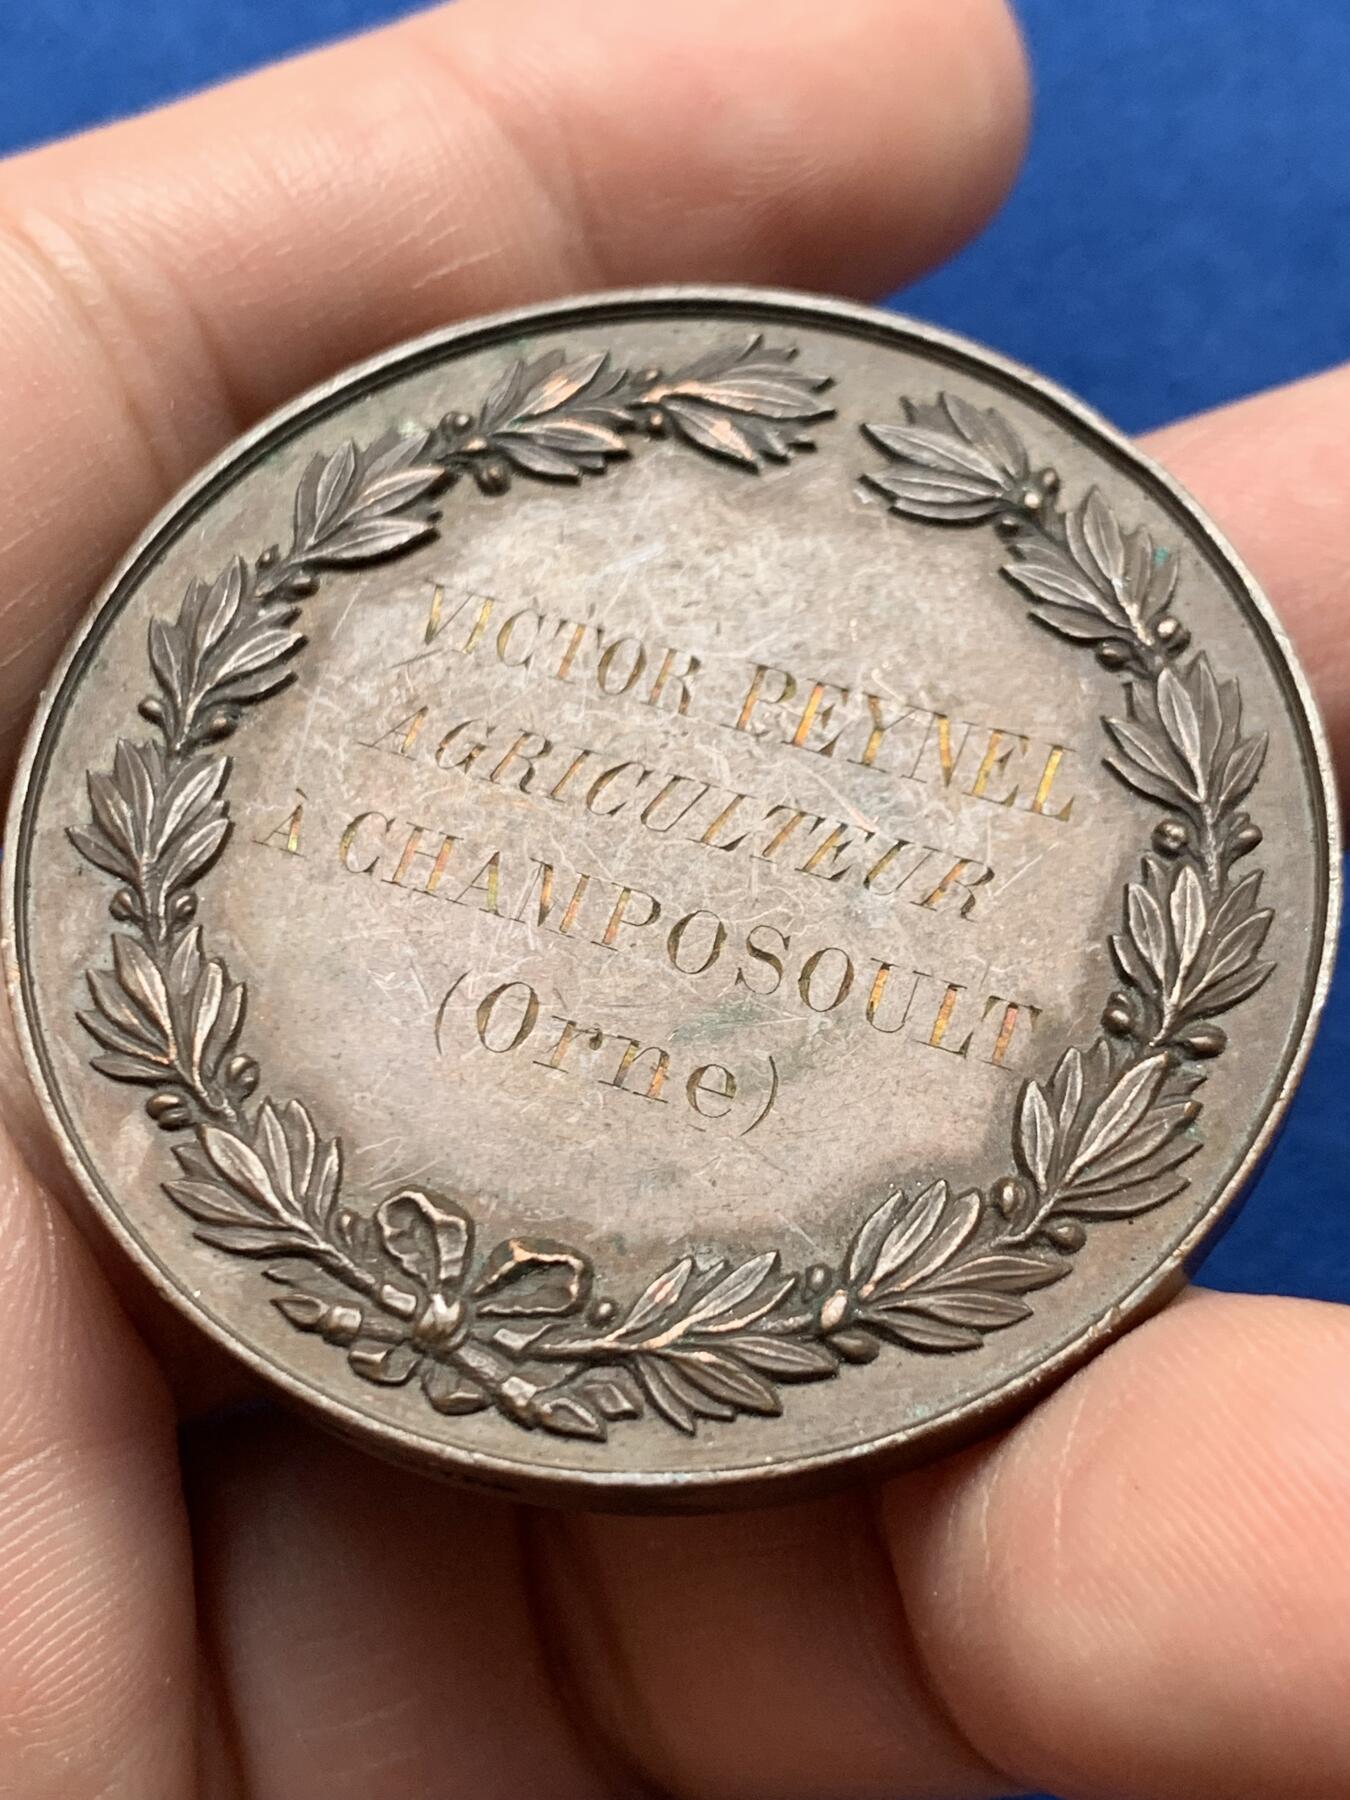 VICTOR PEYNEL
AGRICULTEUR
À CHAMPOSOULT
(Orne)